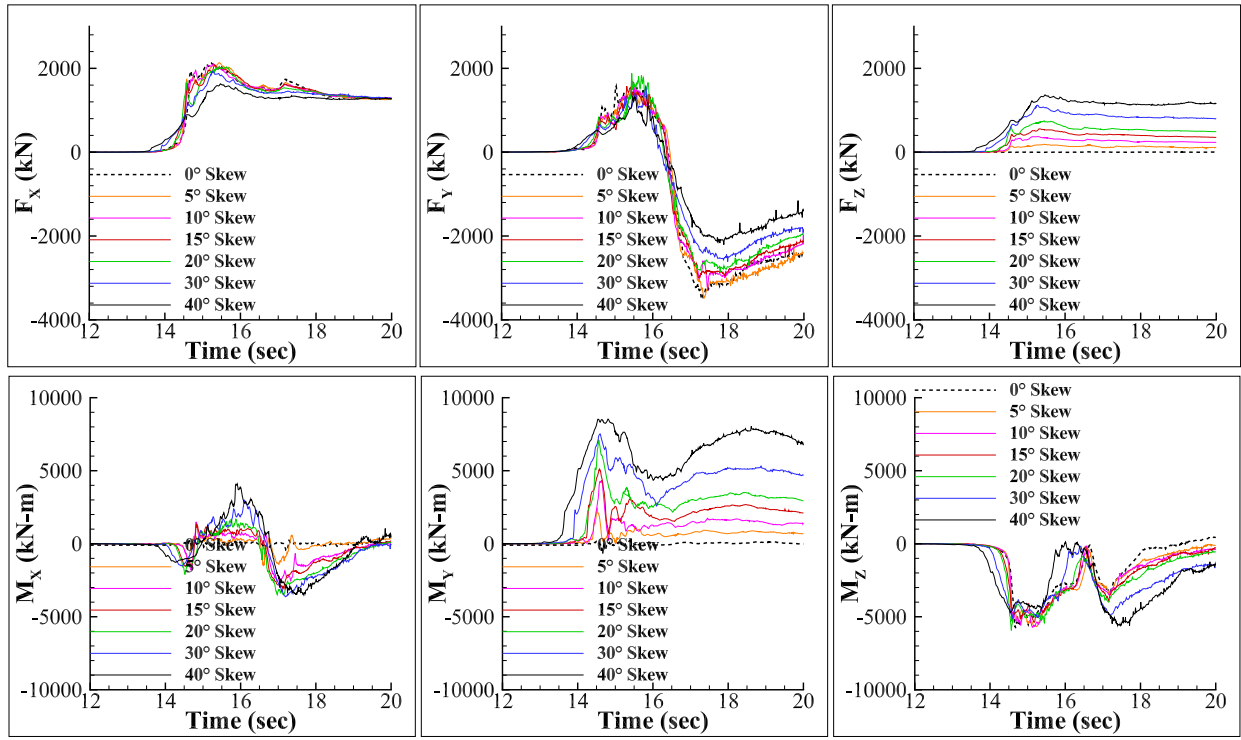 F_X (kN)
2000
0
-2000
-4000
0° Skew
5° Skew
10° Skew
15° Skew
20° Skew
30° Skew
40° Skew
12 14 16 18 20
Time (sec)
F_Y (kN)
2000
0
-2000
-4000
0° Skew
5° Skew
10° Skew
15° Skew
20° Skew
30° Skew
40° Skew
12 14 16 18 20
Time (sec)
F_Z (kN)
2000
0
-2000
-4000
0° Skew
5° Skew
10° Skew
15° Skew
20° Skew
30° Skew
40° Skew
12 14 16 18 20
Time (sec)
M_X (kN-m)
10000
5000
0
-5000
-10000
0° Skew
5° Skew
10° Skew
15° Skew
20° Skew
30° Skew
40° Skew
12 14 16 18 20
Time (sec)
M_Y (kN-m)
10000
5000
0
-5000
-10000
0° Skew
5° Skew
10° Skew
15° Skew
20° Skew
30° Skew
40° Skew
12 14 16 18 20
Time (sec)
M_Z (kN-m)
10000
5000
0
-5000
-10000
0° Skew
5° Skew
10° Skew
15° Skew
20° Skew
30° Skew
40° Skew
12 14 16 18 20
Time (sec)